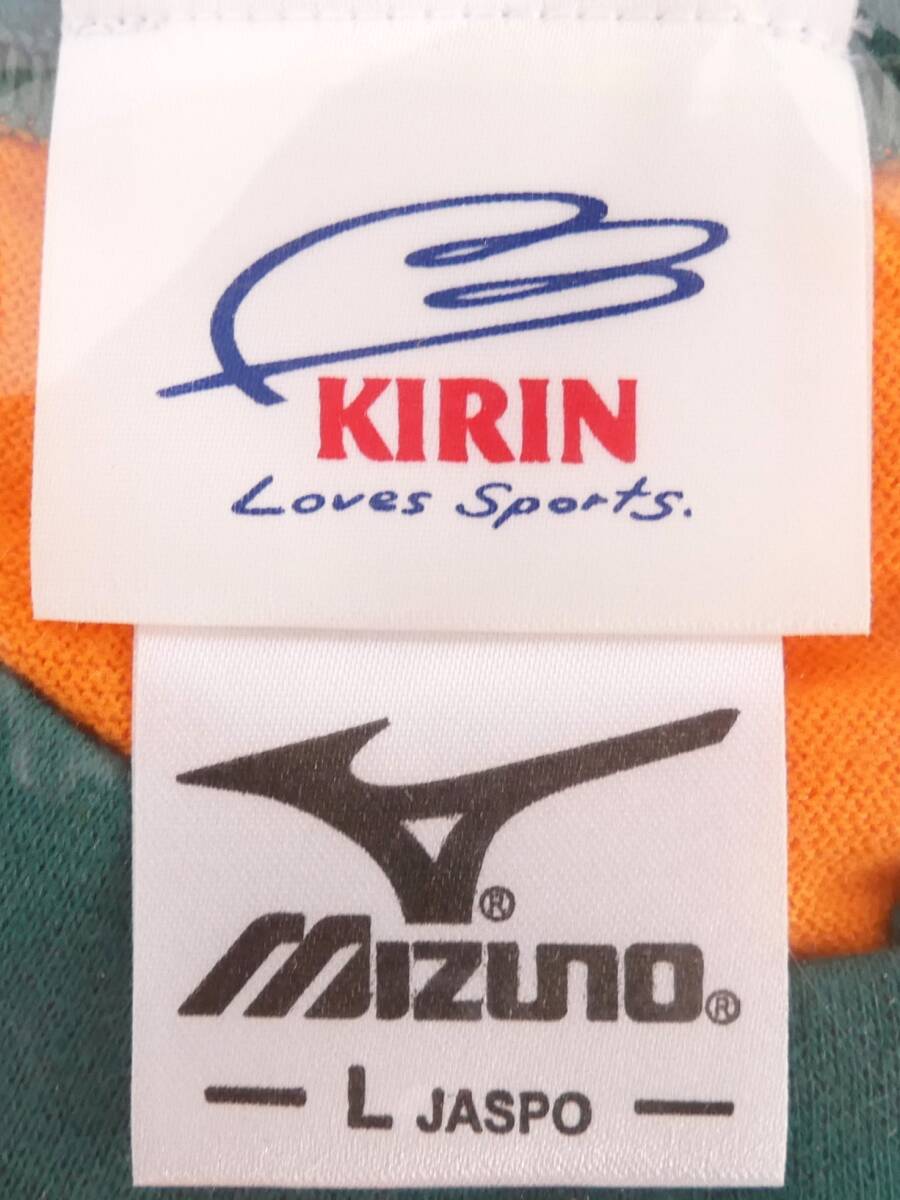 KIRIN
Loves Sports.
®
MIZUNO®
— L JASPO —